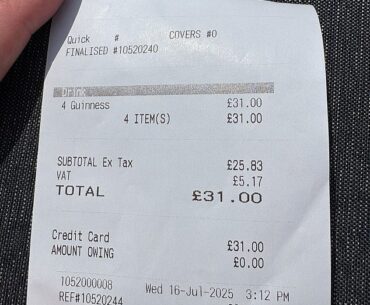 Quick # COVERS #0
FINALISED #10520240
Drink
4 Guinness £31.00
4 ITEM(S) £31.00
SUBTOTAL Ex Tax £25.83
VAT £5.17
TOTAL £31.00
Credit Card £31.00
AMOUNT OWING £0.00
1052000008 Wed 16-Jul-2025 3:12 PM
REF#10520244